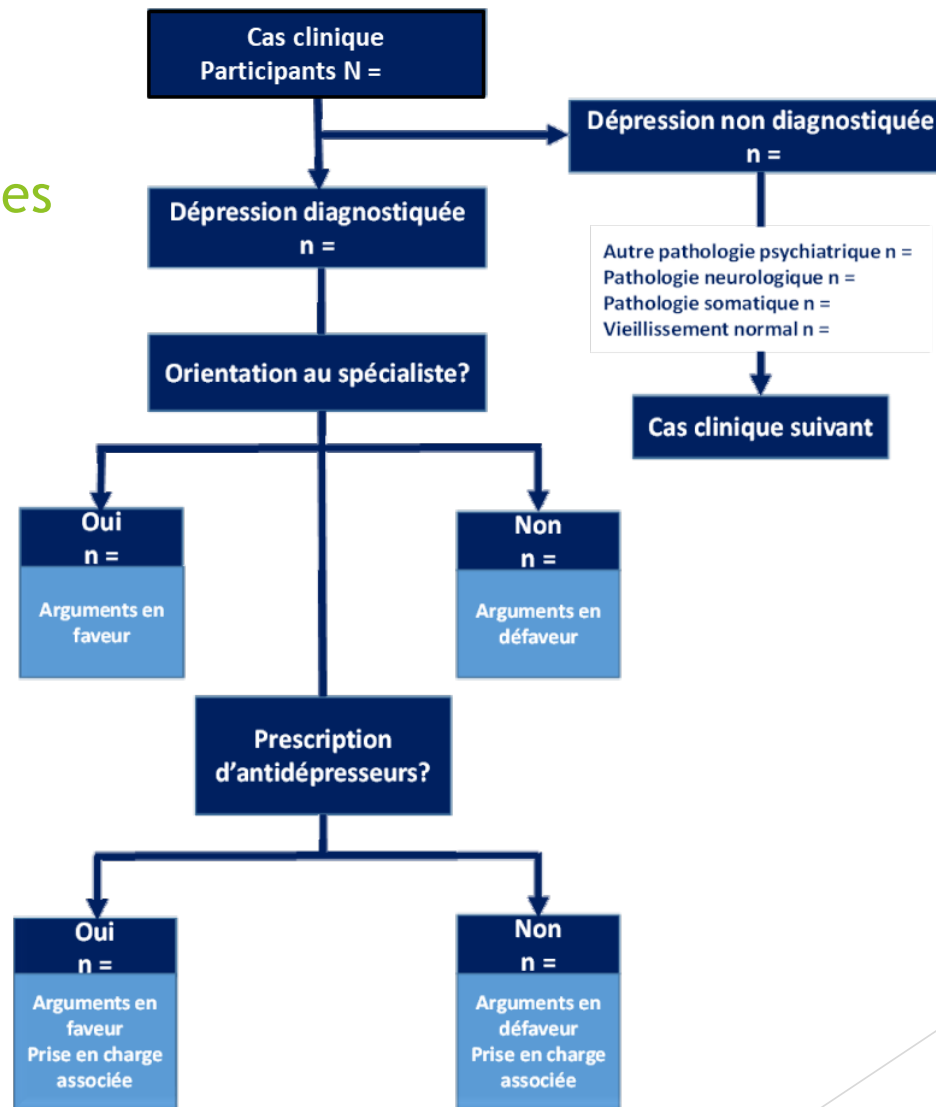 Cas clinique
Participants N =
Dépression non diagnostiquée
n =
es
Dépression diagnostiquée
n =
Autre pathologie psychiatrique n =
Pathologie neurologique n =
Pathologie somatique n =
Vieillissement normal n =
Orientation au spécialiste?
Cas clinique suivant
Oui
n =
Arguments en
faveur
Non
n =
Arguments en
défaveur
Prescription
d'antidépresseurs?
Oui
n =
Arguments en
faveur
Prise en charge
associée
Non
n =
Arguments en
défaveur
Prise en charge
associée